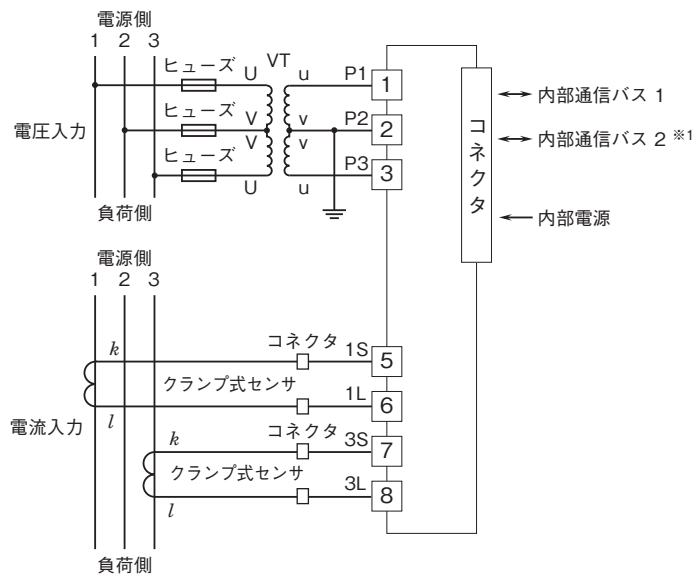 電源側
1 2 3
ヒューズ U VT u P1 1
電圧入力
ヒューズ V v P2 2
ヒューズ V v
U u P3 3
負荷側
コネクタ
内部通信バス 1
内部通信バス 2 ※1
内部電源
電源側
1 2 3
k コネクタ 1S 5
クランプ式センサ
l 1L 6
電流入力
k コネクタ 3S 7
クランプ式センサ
l 3L 8
負荷側